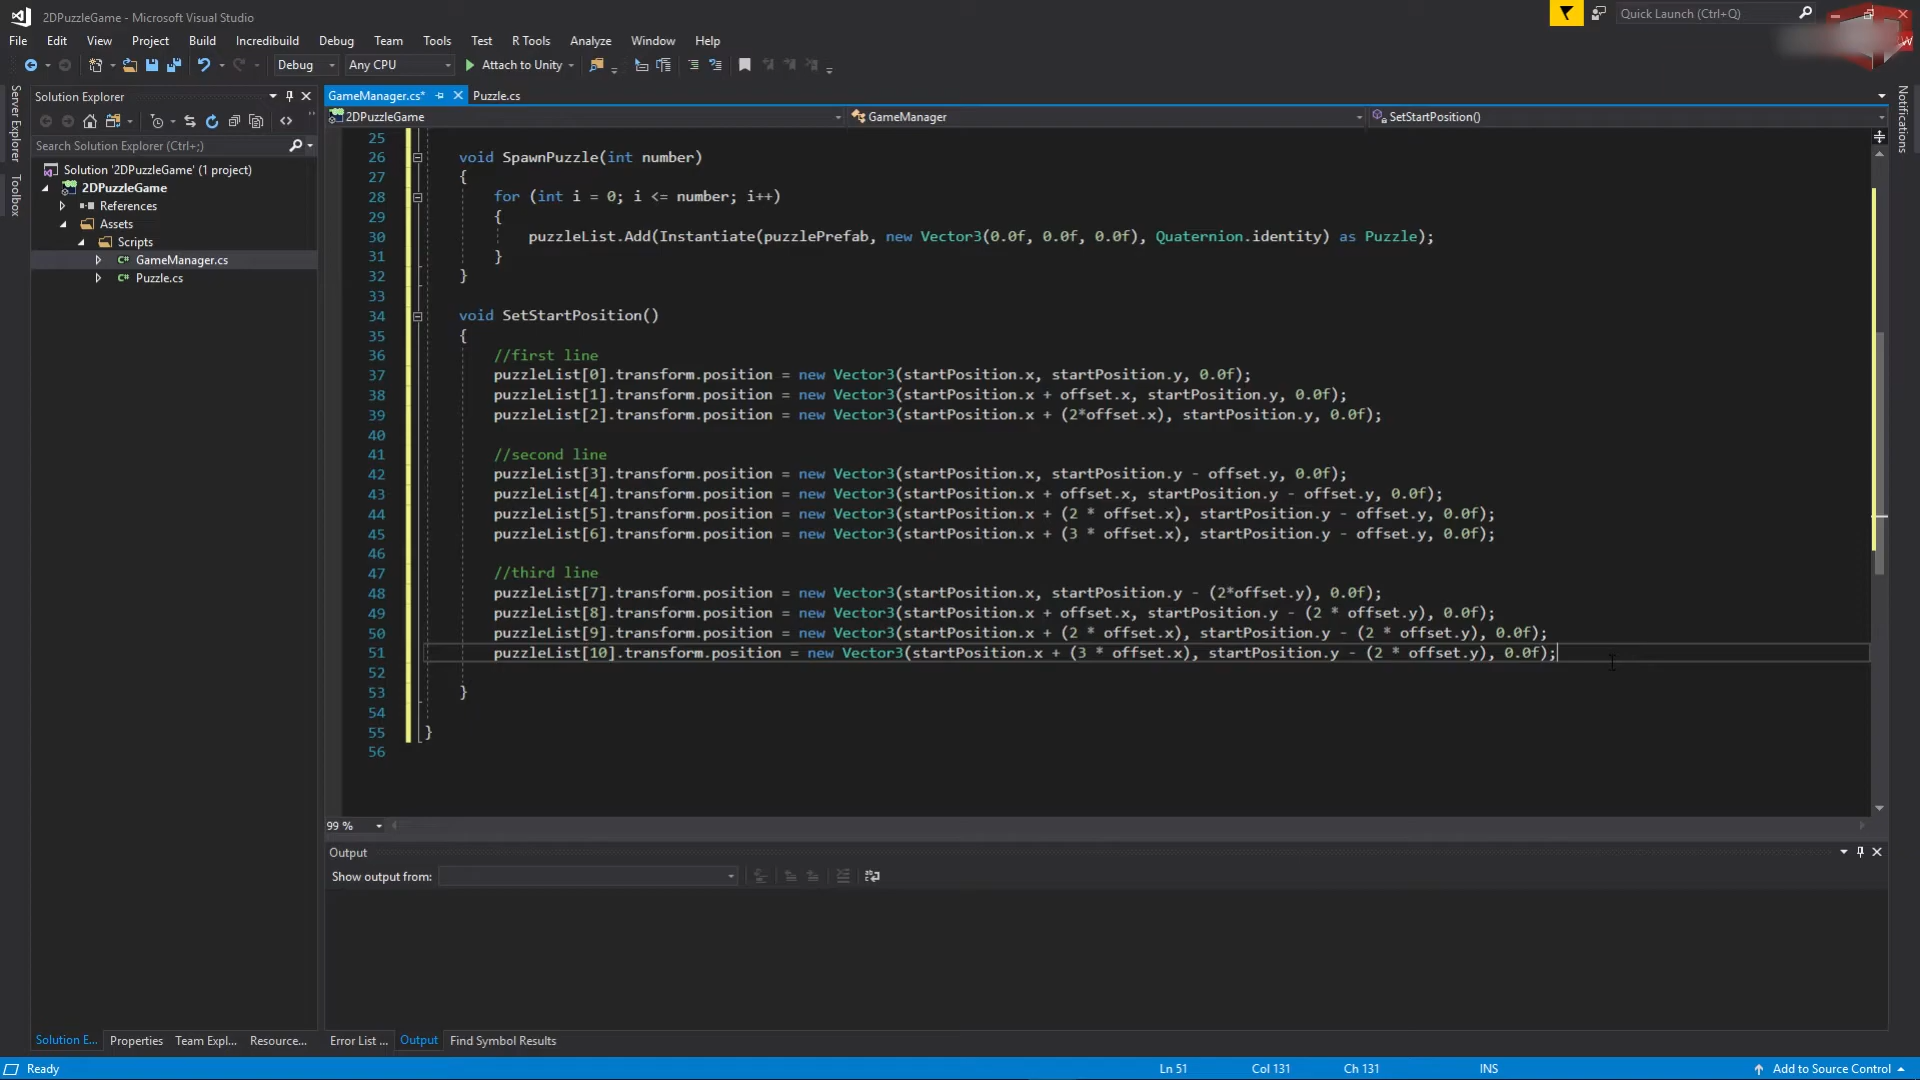 2DPuzzleGame - Microsoft Visual Studio
Quick Launch (Ctrl+Q)
File Edit View Project Build Incredibuild Debug Team Tools Test R Tools Analyze Window Help
Debug Any CPU Attach to Unity
Server Explorer
Toolbox
Notifications
Solution Explorer
Search Solution Explorer (Ctrl+;)
Solution '2DPuzzleGame' (1 project)
2DPuzzleGame
References
Assets
Scripts
C# GameManager.cs
C# Puzzle.cs
GameManager.cs* Puzzle.cs
2DPuzzleGame GameManager SetStartPosition()
25
26 void SpawnPuzzle(int number)
27 {
28 for (int i = 0; i <= number; i++)
29 {
30 puzzleList.Add(Instantiate(puzzlePrefab, new Vector3(0.0f, 0.0f, 0.0f), Quaternion.identity) as Puzzle);
31 }
32 }
33
34 void SetStartPosition()
35 {
36 //first line
37 puzzleList[0].transform.position = new Vector3(startPosition.x, startPosition.y, 0.0f);
38 puzzleList[1].transform.position = new Vector3(startPosition.x + offset.x, startPosition.y, 0.0f);
39 puzzleList[2].transform.position = new Vector3(startPosition.x + (2*offset.x), startPosition.y, 0.0f);
40
41 //second line
42 puzzleList[3].transform.position = new Vector3(startPosition.x, startPosition.y - offset.y, 0.0f);
43 puzzleList[4].transform.position = new Vector3(startPosition.x + offset.x, startPosition.y - offset.y, 0.0f);
44 puzzleList[5].transform.position = new Vector3(startPosition.x + (2 * offset.x), startPosition.y - offset.y, 0.0f);
45 puzzleList[6].transform.position = new Vector3(startPosition.x + (3 * offset.x), startPosition.y - offset.y, 0.0f);
46
47 //third line
48 puzzleList[7].transform.position = new Vector3(startPosition.x, startPosition.y - (2*offset.y), 0.0f);
49 puzzleList[8].transform.position = new Vector3(startPosition.x + offset.x, startPosition.y - (2 * offset.y), 0.0f);
50 puzzleList[9].transform.position = new Vector3(startPosition.x + (2 * offset.x), startPosition.y - (2 * offset.y), 0.0f);
51 puzzleList[10].transform.position = new Vector3(startPosition.x + (3 * offset.x), startPosition.y - (2 * offset.y), 0.0f);
52
53 }
54
55 }
56
99 %
Output
Show output from:
Solution E... Properties Team Expl... Resource... Error List ... Output Find Symbol Results
Ready Ln 51 Col 131 Ch 131 INS Add to Source Control